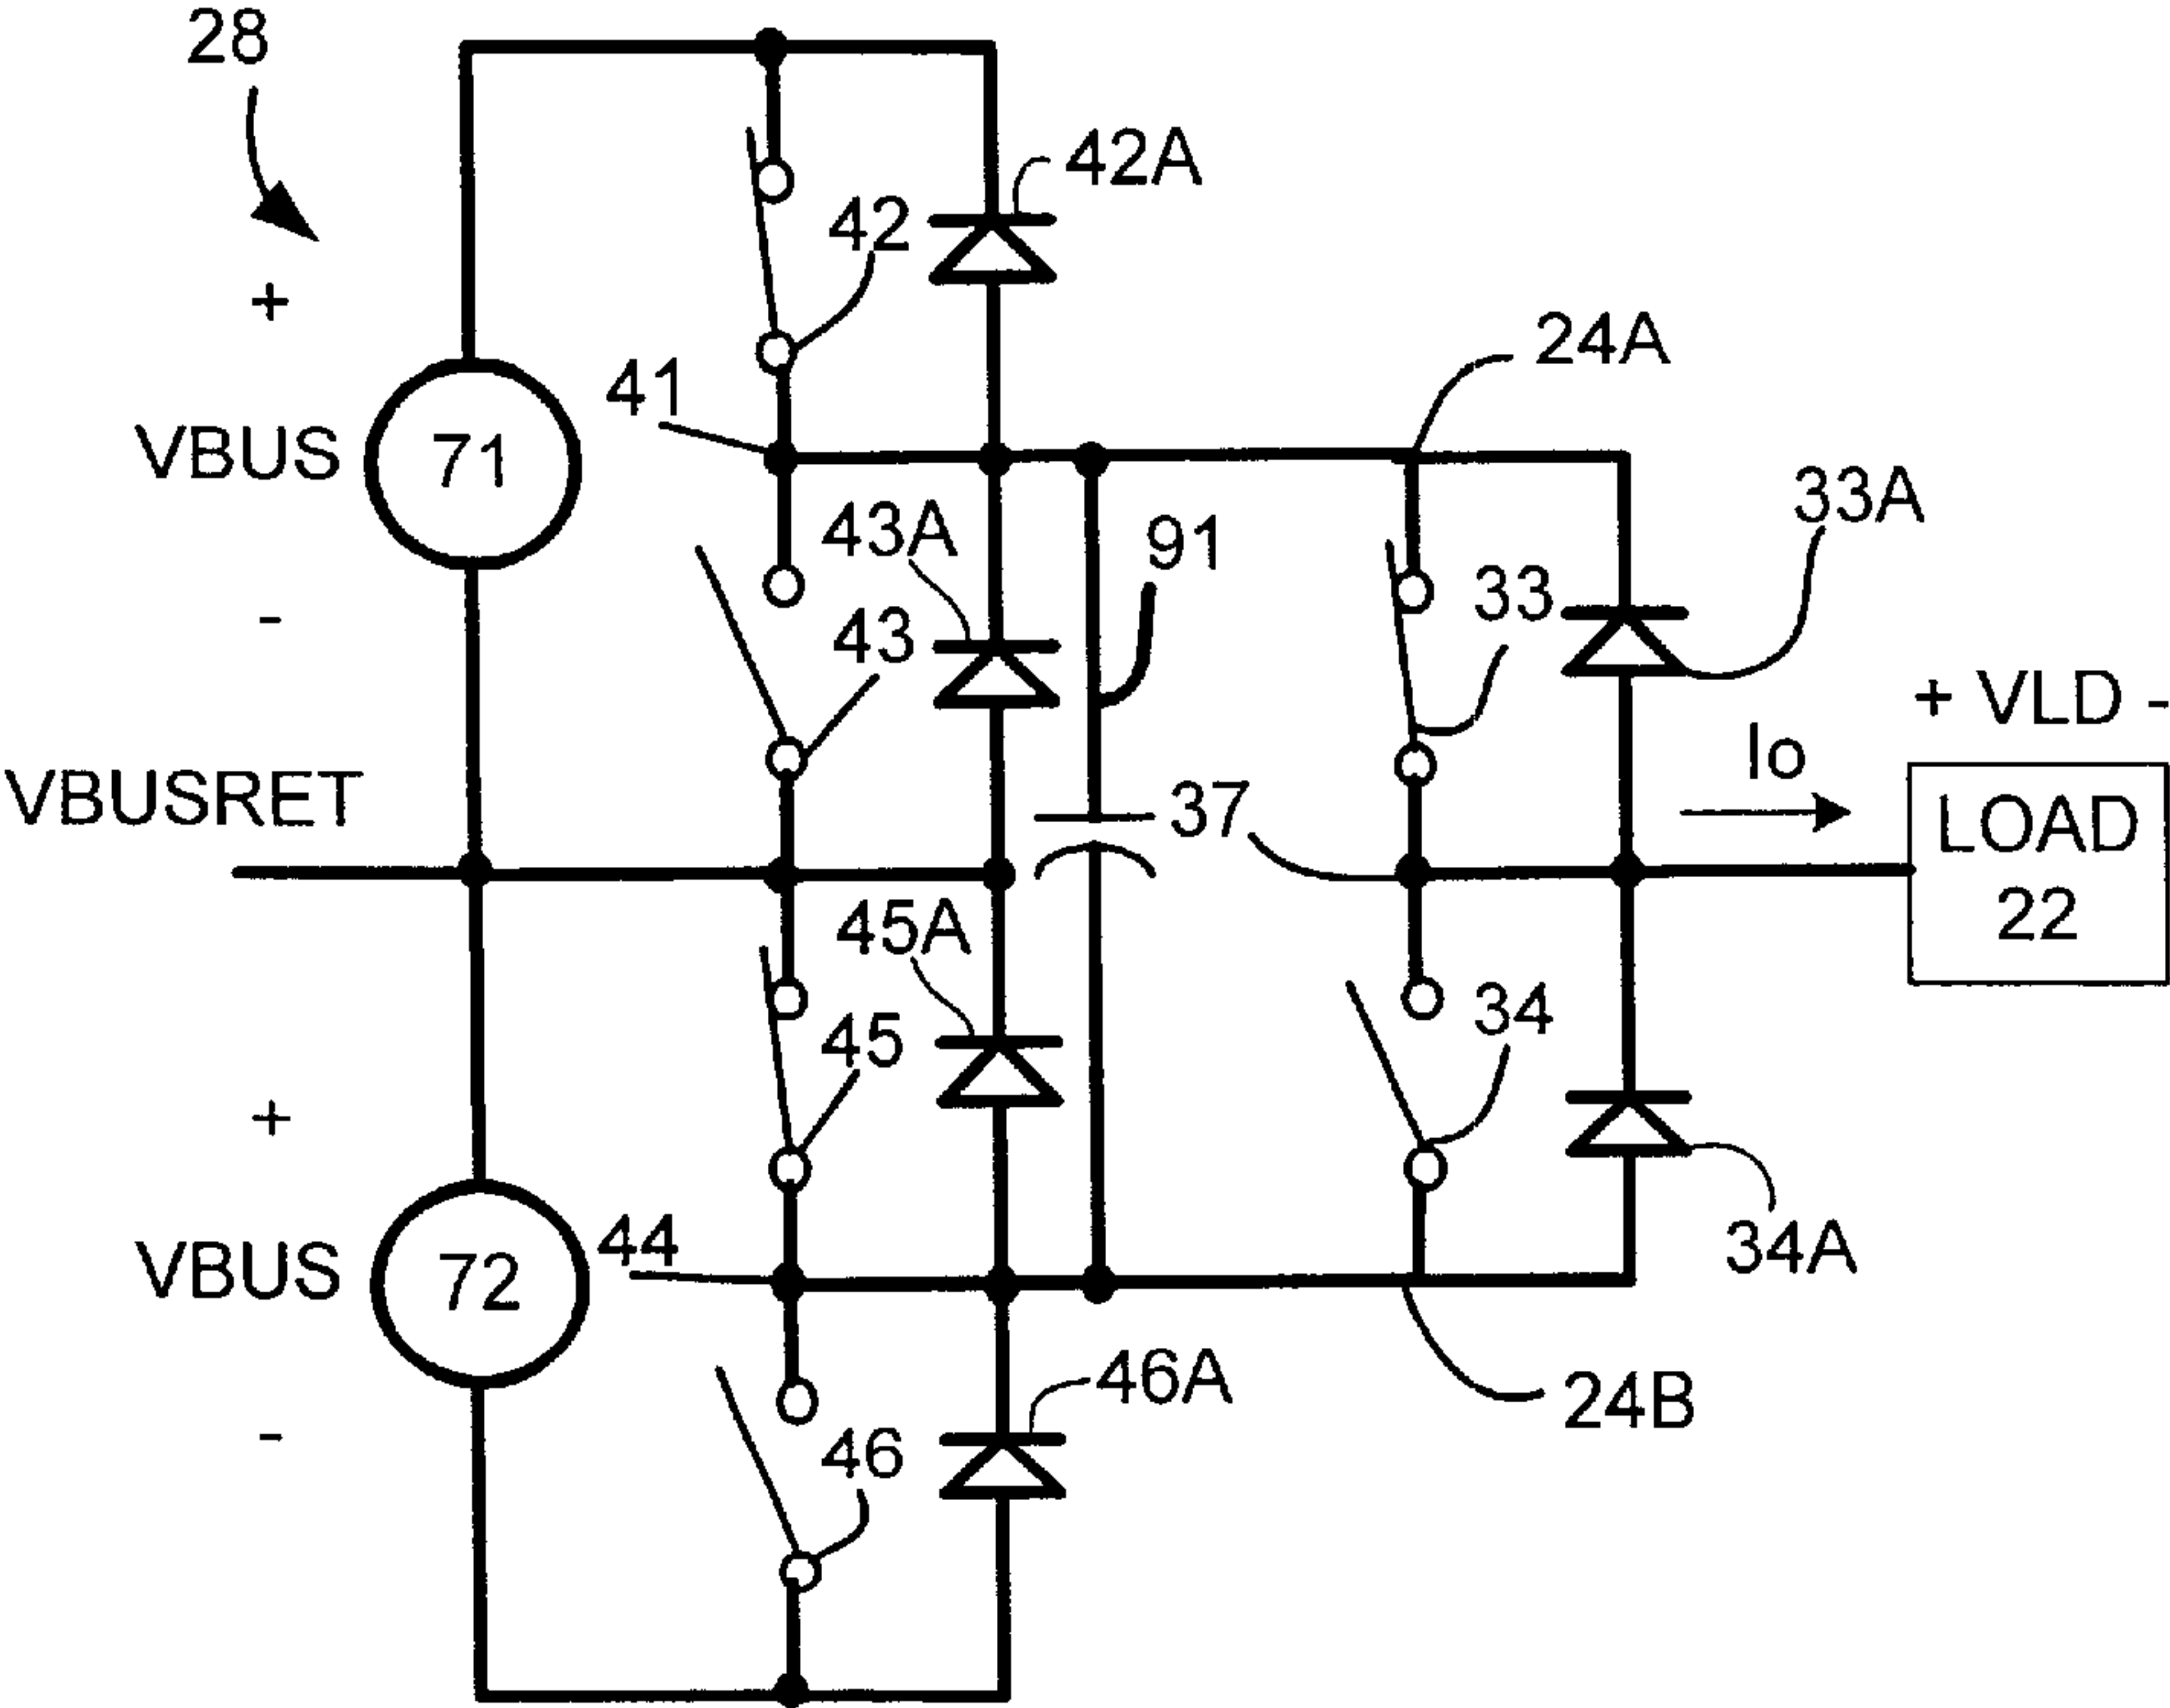 28
42A
42
+
24A
41
VBUS
71
33A
43A
91
33
43
-
+ VLD -
Io
VBUSRET
37
LOAD
22
45A
34
45
+
44
34A
VBUS
72
46A
24B
-
46